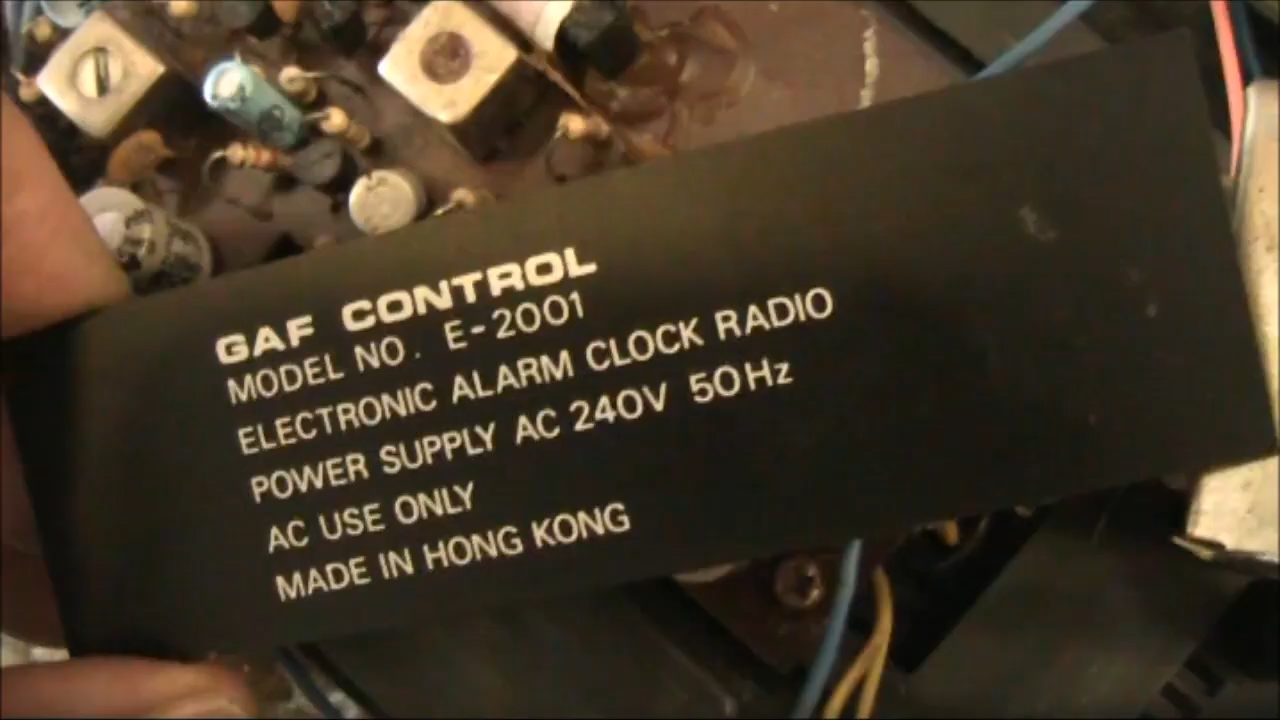 GAF CONTROL
MODEL NO. E-2001
ELECTRONIC ALARM CLOCK RADIO
POWER SUPPLY AC 240V 50Hz
AC USE ONLY
MADE IN HONG KONG